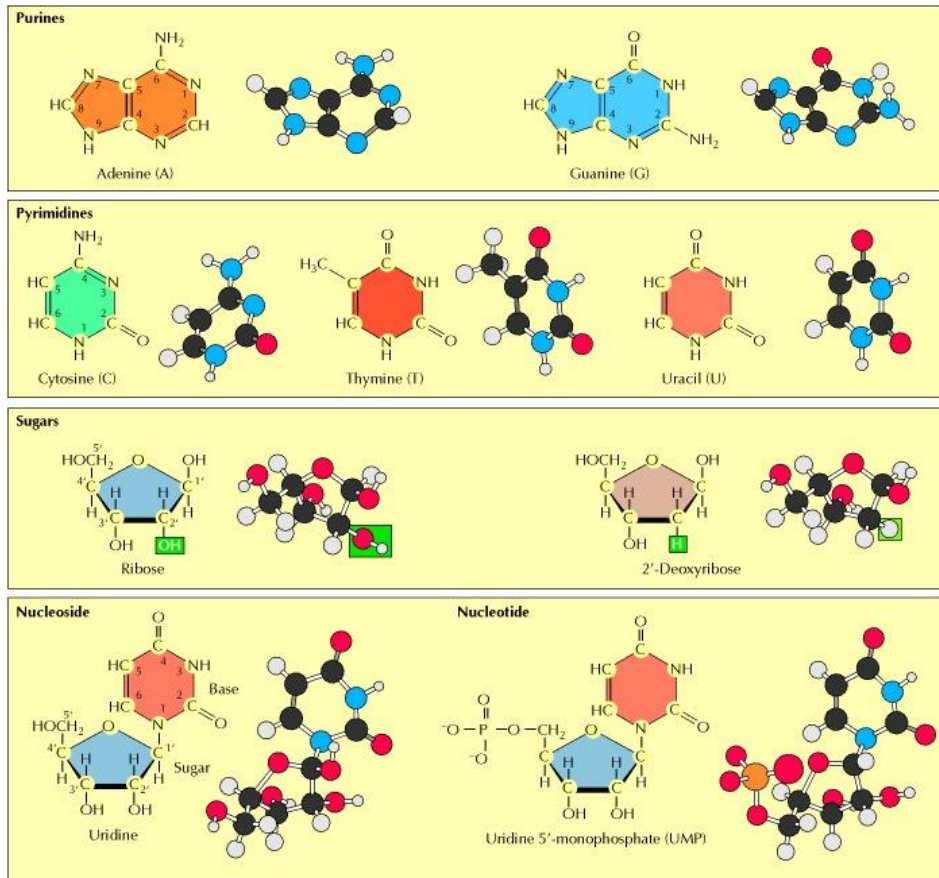 Purines
NH₂
C
6
N
7
C
5
N
1
HC
8
C
4
2
CH
9
N
H
3
N
Adenine (A)
O
C
6
N
7
C
5
NH
1
HC
8
C
4
2
C
9
N
H
3
N
NH₂
Guanine (G)
Pyrimidines
NH₂
C
4
HC
5
N
3
HC
6
2
C
1
N
H
O
Cytosine (C)
O
H₃C
C
C
NH
HC
C
N
H
O
Thymine (T)
O
C
HC
NH
HC
C
N
H
O
Uracil (U)
Sugars
5′
HOCH₂
O
OH
4′
C
C
1′
H
H
H
H
3′
C
C
2′
OH
OH
Ribose
HOCH₂
O
OH
C
C
H
H
H
H
C
C
OH
H
2′-Deoxyribose
Nucleoside
O
C
4
HC
5
NH
3
HC
6
2
C
Base
1
N
O
5′
HOCH₂
O
4′
C
C
1′
H
H
H
H
Sugar
3′
C
C
2′
OH
OH
Uridine
Nucleotide
O
C
HC
NH
HC
C
N
O
O
⁻O
P
O
CH₂
O
O⁻
C
C
H
H
H
H
C
C
OH
OH
Uridine 5′-monophosphate (UMP)